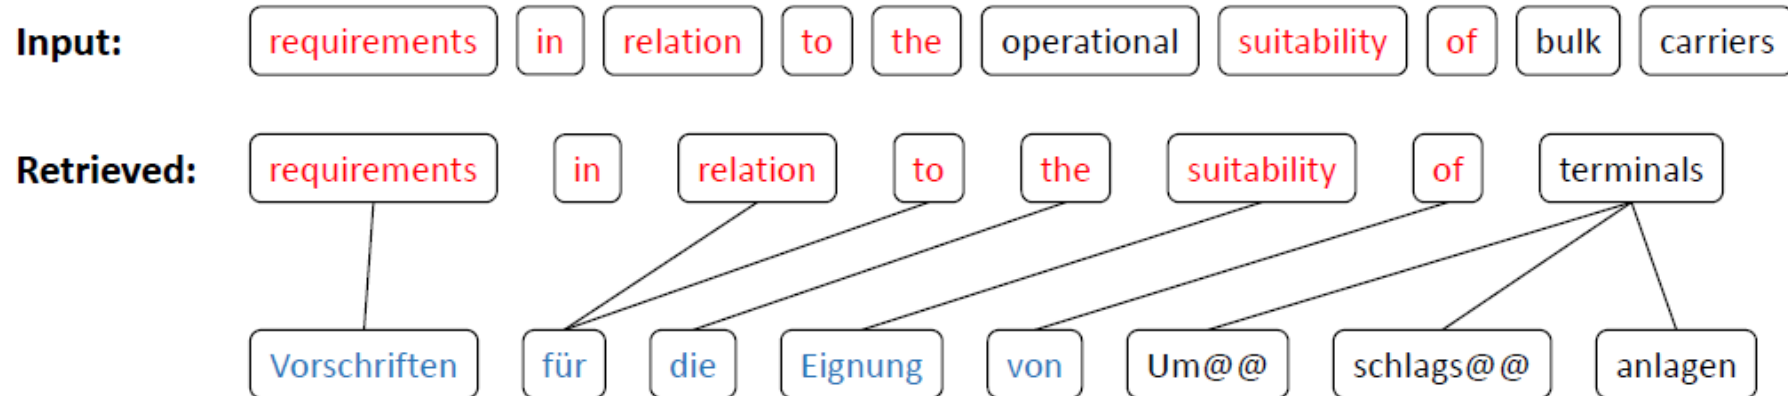 Input: requirements in relation to the operational suitability of bulk carriers
Retrieved: requirements in relation to the suitability of terminals
Vorschriften für die Eignung von Um@@ schlags@@ anlagen